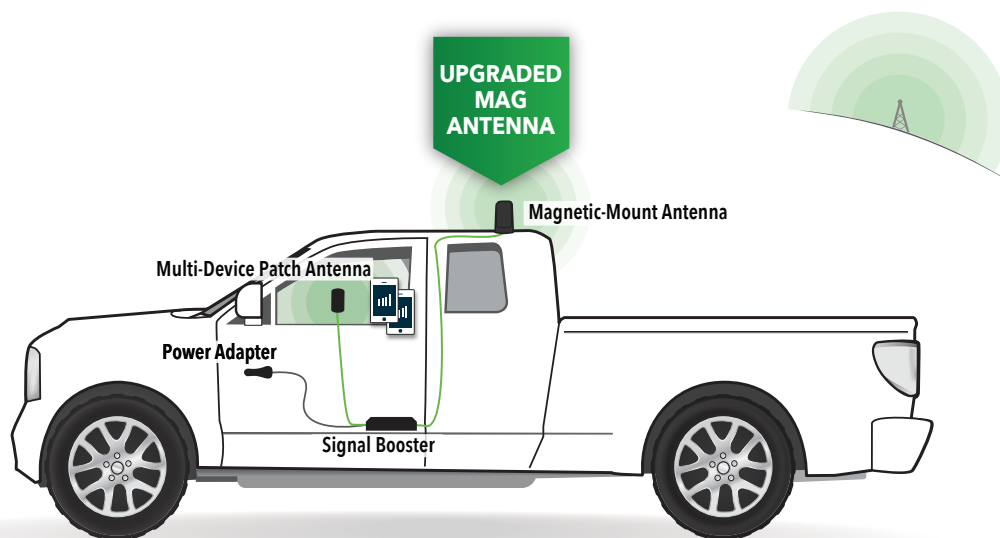 UPGRADED
MAG
ANTENNA
Magnetic-Mount Antenna
Multi-Device Patch Antenna
Power Adapter
Signal Booster